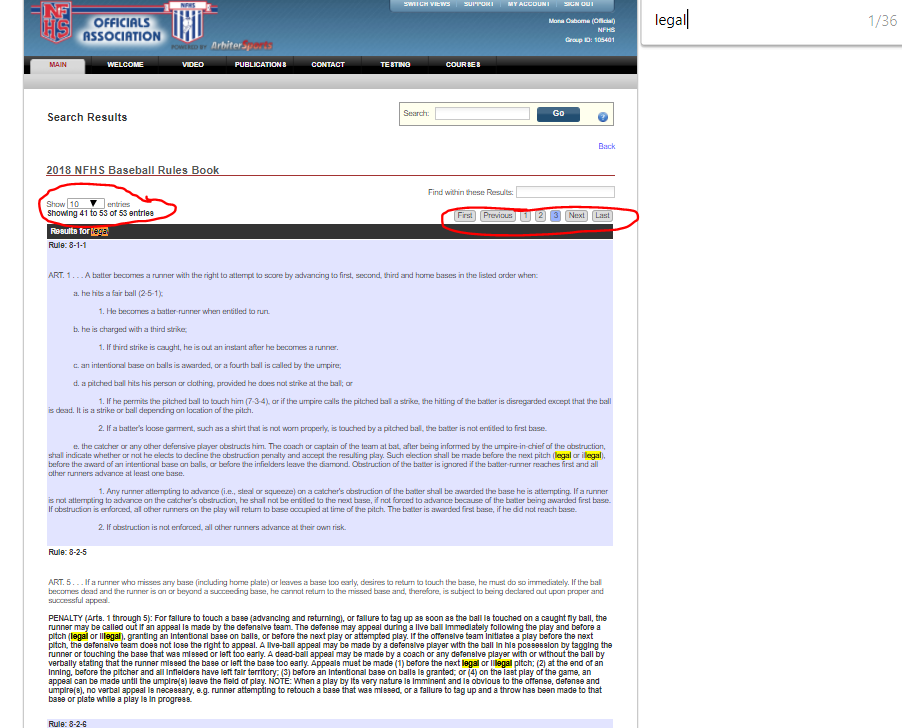 SWITCH VIEWS SUPPORT MY ACCOUNT SIGN OUT
legal
1/36
NFHS
OFFICIALS
ASSOCIATION
NFHS
POWERED BY ArbiterSports
Mona Osborne (Official)
NFHS
Group ID: 105401
MAIN WELCOME VIDEO PUBLICATIONS CONTACT TESTING COURSES
Search Results
Search: Go ?
Back
2018 NFHS Baseball Rules Book
Find within these Results:
Show 10 entries
Showing 41 to 53 of 53 entries
First Previous 1 2 3 Next Last
Results for legal
Rule: 8-1-1
ART. 1 . . . A batter becomes a runner with the right to attempt to score by advancing to first, second, third and home bases in the listed order when:
a. he hits a fair ball (2-5-1);
1. He becomes a batter-runner when entitled to run.
b. he is charged with a third strike;
1. If third strike is caught, he is out an instant after he becomes a runner.
c. an intentional base on balls is awarded, or a fourth ball is called by the umpire;
d. a pitched ball hits his person or clothing, provided he does not strike at the ball; or
1. If he permits the pitched ball to touch him (7-3-4), or if the umpire calls the pitched ball a strike, the hitting of the batter is disregarded except that the ball
is dead. It is a strike or ball depending on location of the pitch.
2. If a batter's loose garment, such as a shirt that is not worn properly, is touched by a pitched ball, the batter is not entitled to first base.
e. the catcher or any other defensive player obstructs him. The coach or captain of the team at bat, after being informed by the umpire-in-chief of the obstruction,
shall indicate whether or not he elects to decline the obstruction penalty and accept the resulting play. Such election shall be made before the next pitch (legal or illegal),
before the award of an intentional base on balls, or before the infielders leave the diamond. Obstruction of the batter is ignored if the batter-runner reaches first and all
other runners advance at least one base.
1. Any runner attempting to advance (i.e., steal or squeeze) on a catcher's obstruction of the batter shall be awarded the base he is attempting. If a runner
is not attempting to advance on the catcher's obstruction, he shall not be entitled to the next base, if not forced to advance because of the batter being awarded first base.
If obstruction is enforced, all other runners on the play will return to base occupied at time of the pitch. The batter is awarded first base, if he did not reach base.
2. If obstruction is not enforced, all other runners advance at their own risk.
Rule: 8-2-5
ART. 5 . . . If a runner who misses any base (including home plate) or leaves a base too early, desires to return to touch the base, he must do so immediately. If the ball
becomes dead and the runner is on or beyond a succeeding base, he cannot return to the missed base and, therefore, is subject to being declared out upon proper and
successful appeal.
PENALTY (Arts. 1 through 5): For failure to touch a base (advancing and returning), or failure to tag up as soon as the ball is touched on a caught fly ball, the
runner may be called out if an appeal is made by the defensive team. The defense may appeal during a live ball immediately following the play and before a
pitch (legal or illegal), granting an intentional base on balls, or before the next play or attempted play. If the offensive team initiates a play before the next
pitch, the defensive team does not lose the right to appeal. A live-ball appeal may be made by a defensive player with the ball in his possession by tagging the
runner or touching the base that was missed or left too early. A dead-ball appeal may be made by a coach or any defensive player with or without the ball by
verbally stating that the runner missed the base or left the base too early. Appeals must be made (1) before the next legal or illegal pitch; (2) at the end of an
inning, before the pitcher and all infielders have left fair territory; (3) before an intentional base on balls is granted; or (4) on the last play of the game, an
appeal can be made until the umpire(s) leave the field of play. NOTE: When a play by its very nature is imminent and is obvious to the offense, defense and
umpire(s), no verbal appeal is necessary, e.g. runner attempting to retouch a base that was missed, or a failure to tag up and a throw has been made to that
base or plate while a play is in progress.
Rule: 8-2-6